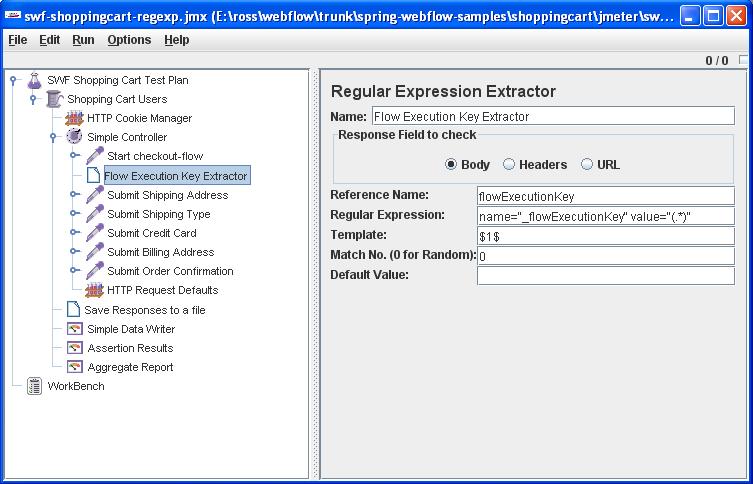 swf-shoppingcart-regexp.jmx (E:\ross\webflow\trunk\spring-webflow-samples\shoppingcart\jmeter\sw...
File Edit Run Options Help
0 / 0
SWF Shopping Cart Test Plan
Shopping Cart Users
HTTP Cookie Manager
Simple Controller
Start checkout-flow
Flow Execution Key Extractor
Submit Shipping Address
Submit Shipping Type
Submit Credit Card
Submit Billing Address
Submit Order Confirmation
HTTP Request Defaults
Save Responses to a file
Simple Data Writer
Assertion Results
Aggregate Report
WorkBench
Regular Expression Extractor
Name: Flow Execution Key Extractor
Response Field to check
Body Headers URL
Reference Name: flowExecutionKey
Regular Expression: name="_flowExecutionKey" value="(.*)"
Template: $1$
Match No. (0 for Random): 0
Default Value: